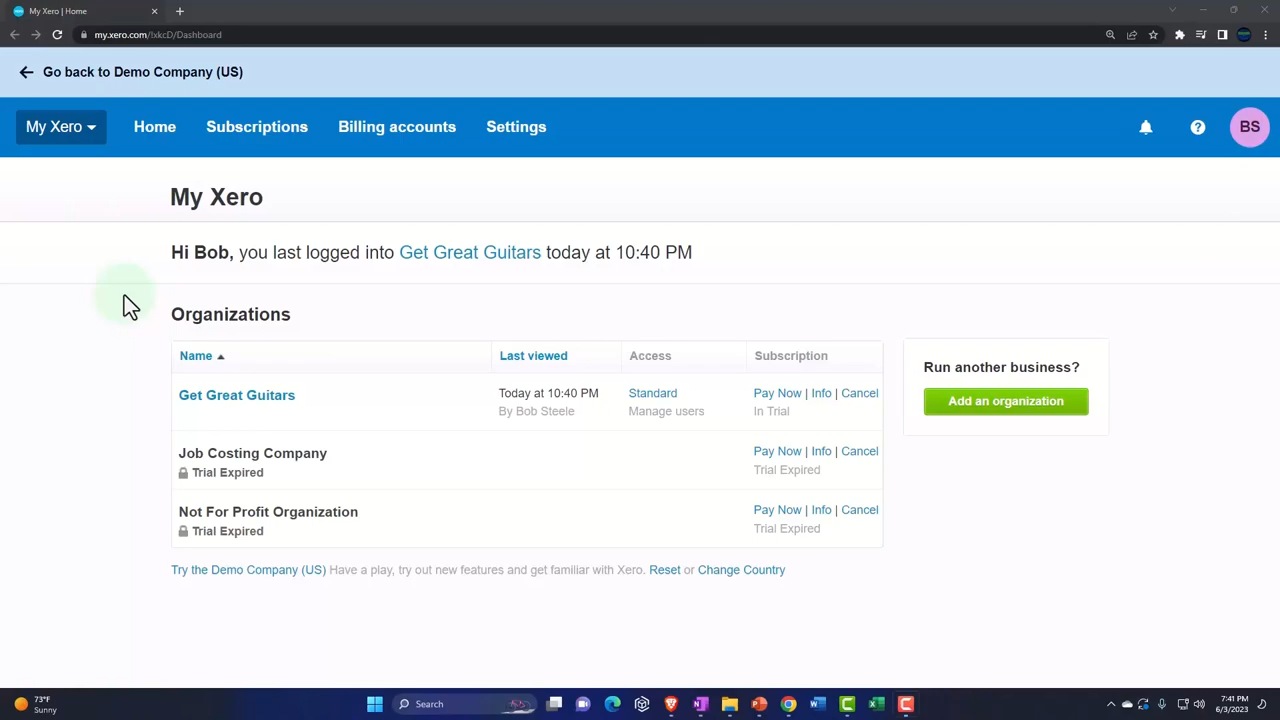 My Xero | Home
my.xero.com/!xkcD/Dashboard
Go back to Demo Company (US)
My Xero Home Subscriptions Billing accounts Settings BS
My Xero
Hi Bob, you last logged into Get Great Guitars today at 10:40 PM
Organizations
Name Last viewed Access Subscription
Get Great Guitars Today at 10:40 PM Standard Pay Now | Info | Cancel
By Bob Steele Manage users In Trial
Job Costing Company Pay Now | Info | Cancel
Trial Expired Trial Expired
Not For Profit Organization Pay Now | Info | Cancel
Trial Expired Trial Expired
Run another business?
Add an organization
Try the Demo Company (US) Have a play, try out new features and get familiar with Xero. Reset or Change Country
73°F
Sunny
Search
7:41 PM
6/3/2023